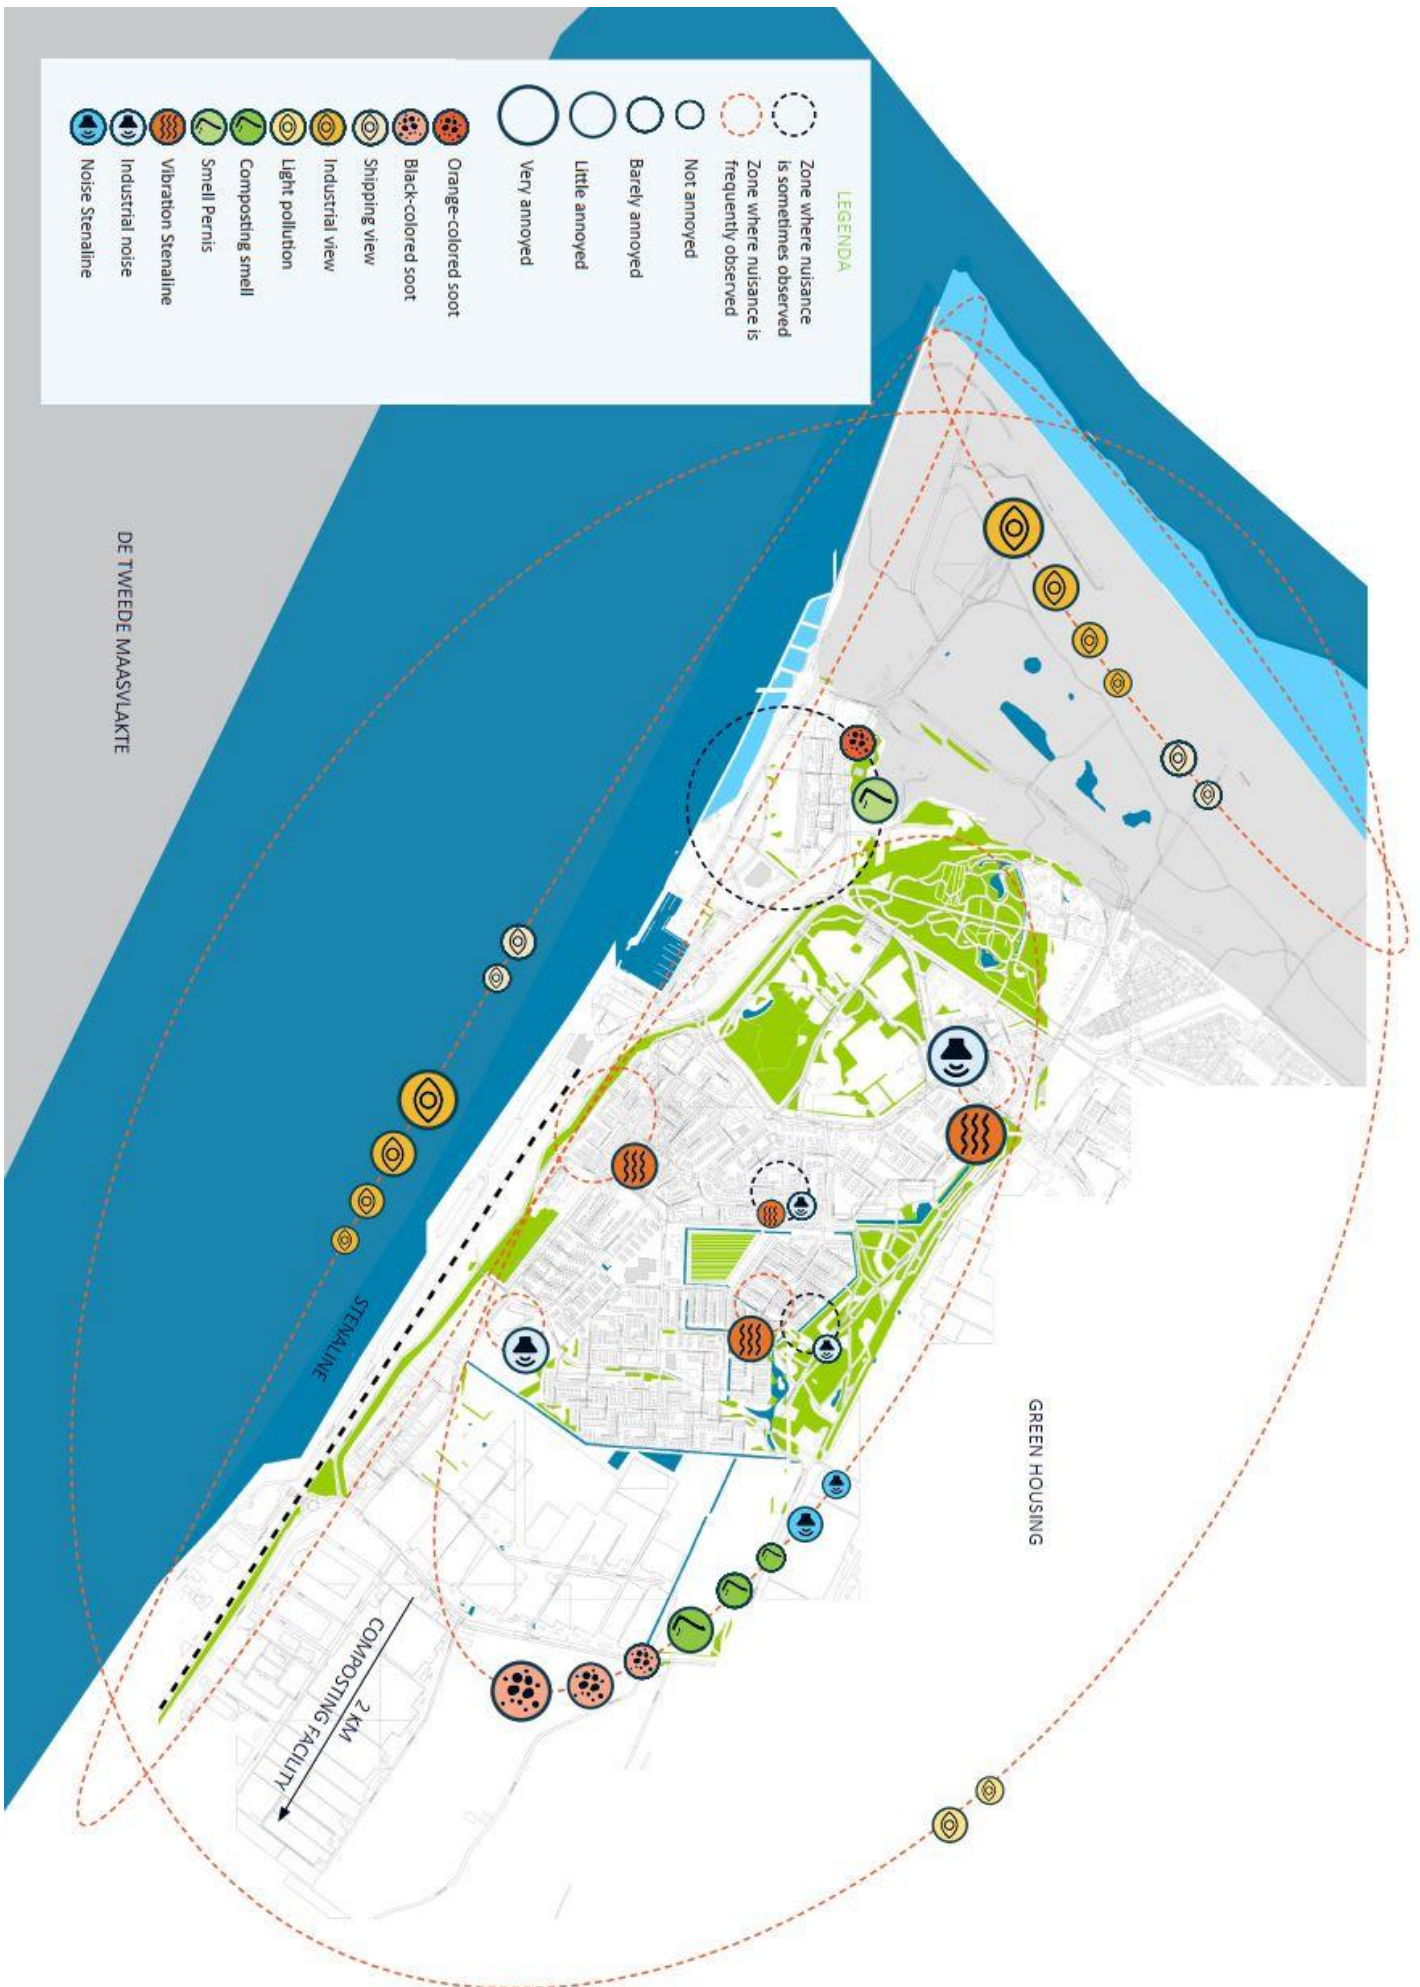 LEGENDA
Zone where nuisance
is sometimes observed
Zone where nuisance is
frequently observed
Not annoyed
Barely annoyed
Little annoyed
Very annoyed
Orange-colored soot
Black-colored soot
Shipping view
Industrial view
Light pollution
Composting smell
Smell Pernis
Vibration Stenaline
Industrial noise
Noise Stenaline
DE TWEEDE MAASVLAKTE
STENALINE
GREEN HOUSING
2 KM
COMPOSTING FACILITY